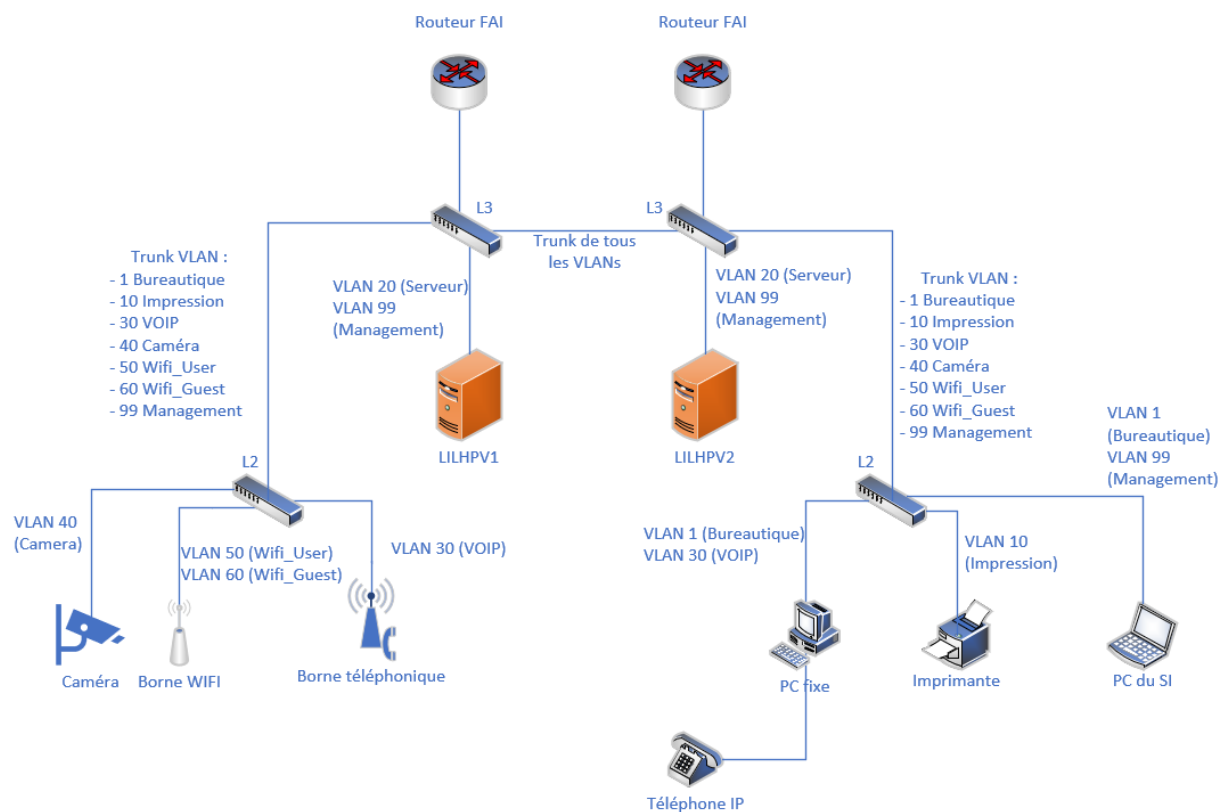 Routeur FAI
Routeur FAI
L3
L3
Trunk de tous
les VLANs
Trunk VLAN :
- 1 Bureautique
- 10 Impression
- 30 VOIP
- 40 Caméra
- 50 Wifi_User
- 60 Wifi_Guest
- 99 Management
VLAN 20 (Serveur)
VLAN 99
(Management)
VLAN 20 (Serveur)
VLAN 99
(Management)
Trunk VLAN :
- 1 Bureautique
- 10 Impression
- 30 VOIP
- 40 Caméra
- 50 Wifi_User
- 60 Wifi_Guest
- 99 Management
LILHPV1
LILHPV2
VLAN 1
(Bureautique)
VLAN 99
(Management)
L2
L2
VLAN 40
(Camera)
VLAN 50 (Wifi_User)
VLAN 60 (Wifi_Guest)
VLAN 30 (VOIP)
VLAN 1 (Bureautique)
VLAN 30 (VOIP)
VLAN 10
(Impression)
Caméra
Borne WIFI
Borne téléphonique
PC fixe
Imprimante
PC du SI
Téléphone IP